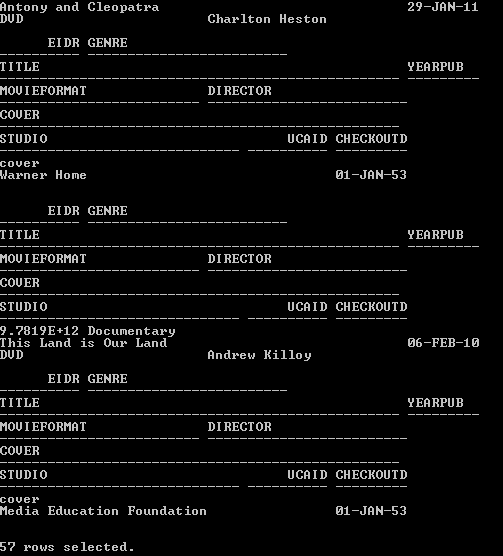 Antony and Cleopatra 29-JAN-11
DVD Charlton Heston
EIDR GENRE
TITLE YEARPUB
MOVIEFORMAT DIRECTOR
COVER
STUDIO UCAID CHECKOUTD
cover
Warner Home 01-JAN-53
EIDR GENRE
TITLE YEARPUB
MOVIEFORMAT DIRECTOR
COVER
STUDIO UCAID CHECKOUTD
9.7819E+12 Documentary
This Land is Our Land 06-FEB-10
DVD Andrew Killoy
EIDR GENRE
TITLE YEARPUB
MOVIEFORMAT DIRECTOR
COVER
STUDIO UCAID CHECKOUTD
cover
Media Education Foundation 01-JAN-53
57 rows selected.